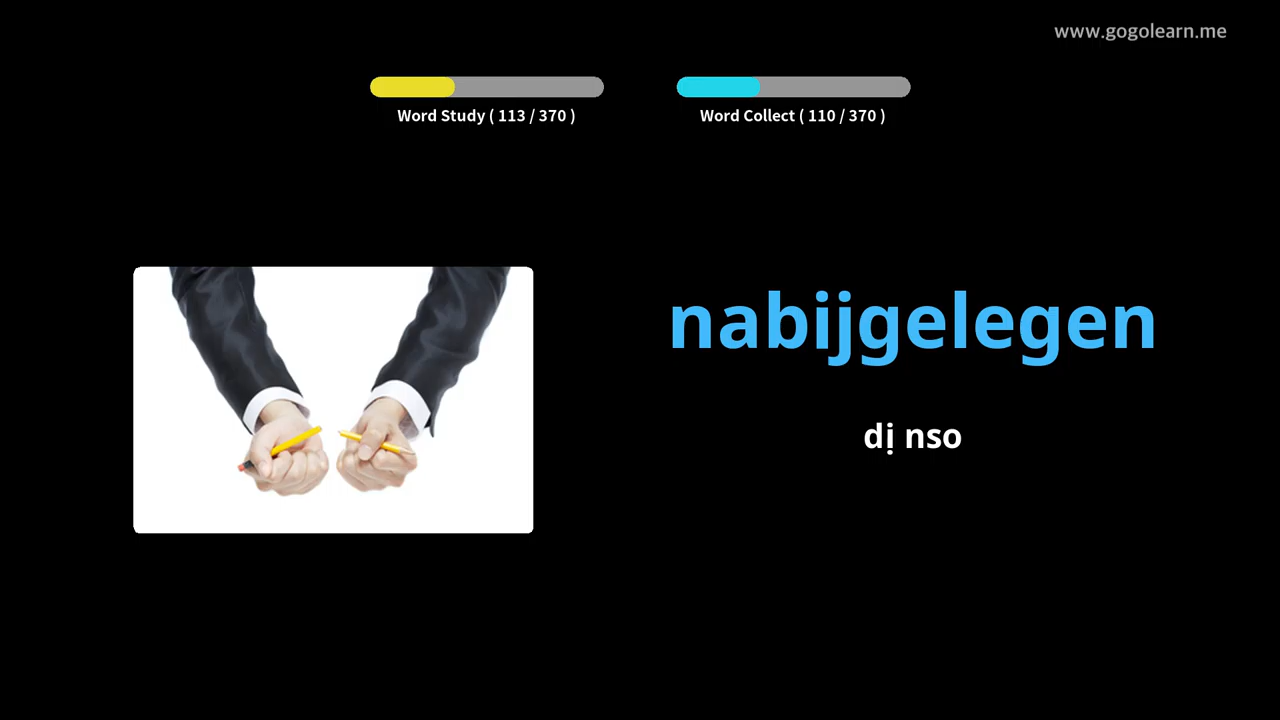 www.gogolearn.me
Word Study ( 113 / 370 )
Word Collect ( 110 / 370 )
nabijgelegen
dị nso